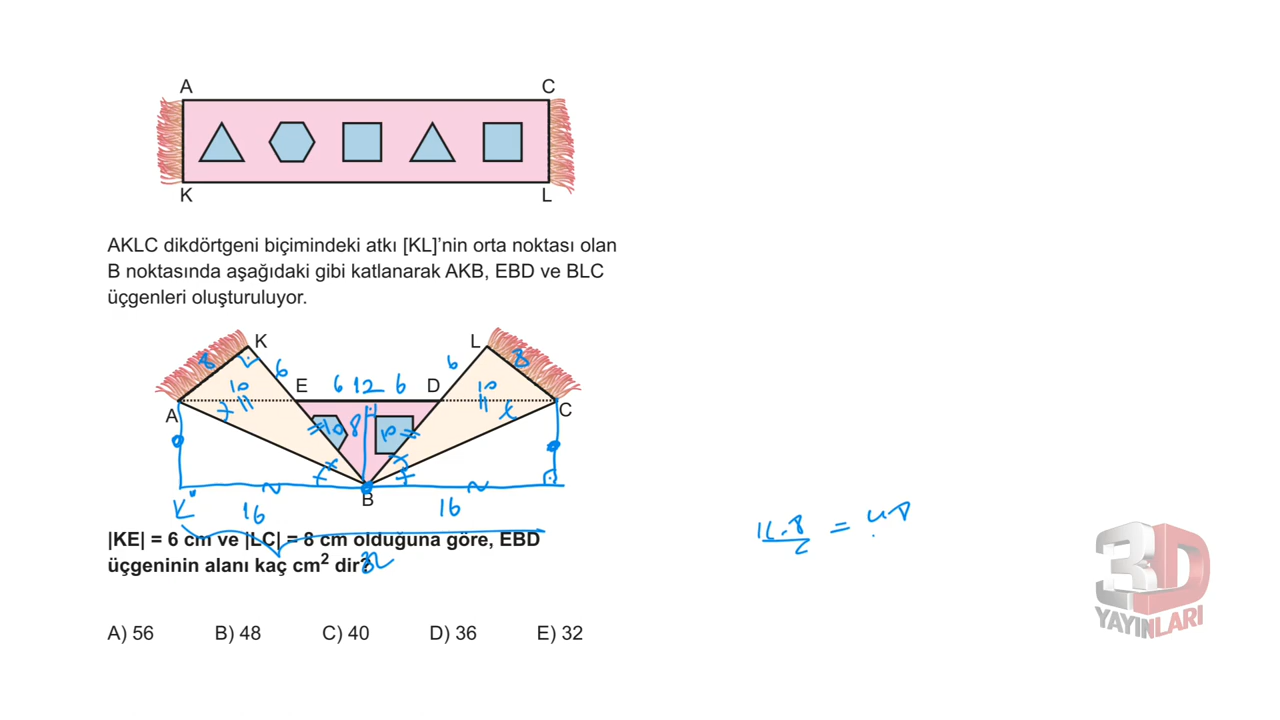 A C
K L
AKLC dikdörtgeni biçimindeki atkı [KL]'nin orta noktası olan
B noktasında aşağıdaki gibi katlanarak AKB, EBD ve BLC
üçgenleri oluşturuluyor.
K L
8 6 6 8
10 E 6 12 6 D 10
A C
10 8 10
x x x x
B
K'
16 16
|KE| = 6 cm ve |LC| = 8 cm olduğuna göre, EBD
üçgeninin alanı kaç cm² dir?
32
A) 56 B) 48 C) 40 D) 36 E) 32
= 48
3D
YAYINLARI